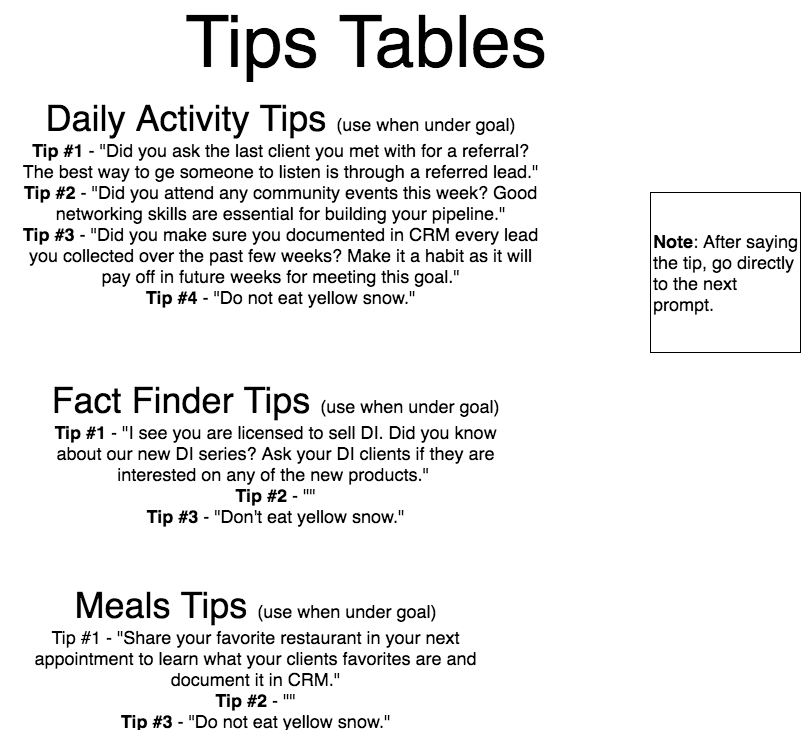 Tips Tables
Daily Activity Tips (use when under goal)
Tip #1 - "Did you ask the last client you met with for a referral?
The best way to ge someone to listen is through a referred lead."
Tip #2 - "Did you attend any community events this week? Good
networking skills are essential for building your pipeline."
Tip #3 - "Did you make sure you documented in CRM every lead
you collected over the past few weeks? Make it a habit as it will
pay off in future weeks for meeting this goal."
Tip #4 - "Do not eat yellow snow."
Note: After saying
the tip, go directly
to the next
prompt.
Fact Finder Tips (use when under goal)
Tip #1 - "I see you are licensed to sell DI. Did you know
about our new DI series? Ask your DI clients if they are
interested on any of the new products."
Tip #2 - ""
Tip #3 - "Don't eat yellow snow."
Meals Tips (use when under goal)
Tip #1 - "Share your favorite restaurant in your next
appointment to learn what your clients favorites are and
document it in CRM."
Tip #2 - ""
Tip #3 - "Do not eat yellow snow."